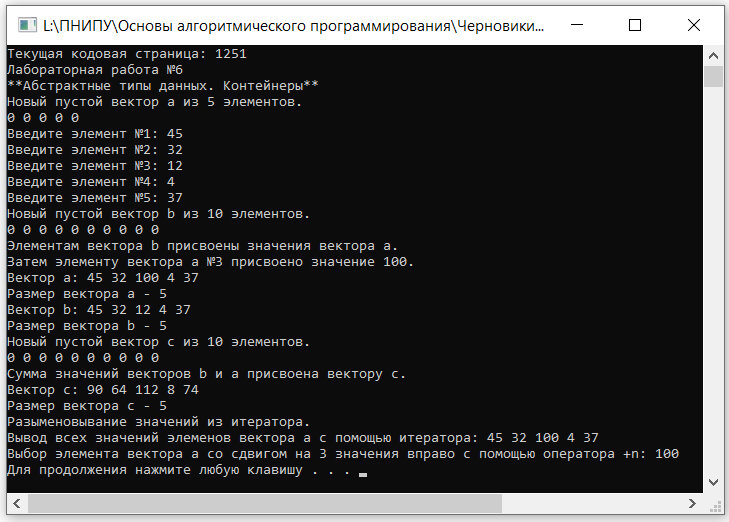 L:\ПНИПУ\Основы алгоритмического программирования\Черновики...
Текущая кодовая страница: 1251
Лабораторная работа №6
**Абстрактные типы данных. Контейнеры**
Новый пустой вектор a из 5 элементов.
0 0 0 0 0
Введите элемент №1: 45
Введите элемент №2: 32
Введите элемент №3: 12
Введите элемент №4: 4
Введите элемент №5: 37
Новый пустой вектор b из 10 элементов.
0 0 0 0 0 0 0 0 0 0
Элементам вектора b присвоены значения вектора a.
Затем элементу вектора a №3 присвоено значение 100.
Вектор a: 45 32 100 4 37
Размер вектора a - 5
Вектор b: 45 32 12 4 37
Размер вектора b - 5
Новый пустой вектор c из 10 элементов.
0 0 0 0 0 0 0 0 0 0
Сумма значений векторов b и a присвоена вектору c.
Вектор c: 90 64 112 8 74
Размер вектора c - 5
Разыменовывание значений из итератора.
Вывод всех значений элеменов вектора a с помощью итератора: 45 32 100 4 37
Выбор элемента вектора a со сдвигом на 3 значения вправо с помощью оператора +n: 100
Для продолжения нажмите любую клавишу . . .